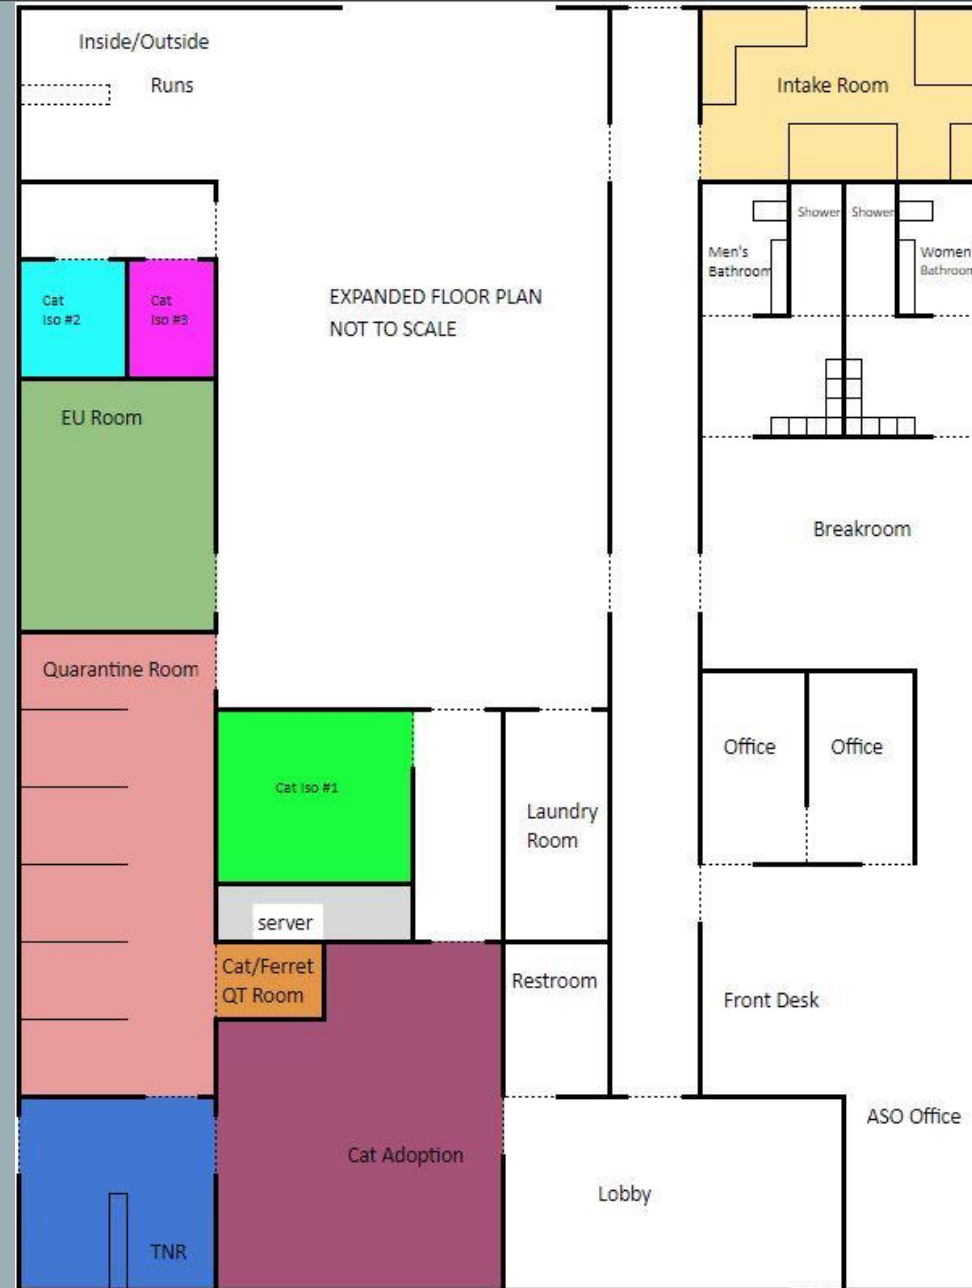 Inside/Outside
Runs
Intake Room
Shower
Shower
Men's
Bathroom
Women'
Bathroom
Cat
Iso #2
Cat
Iso #3
EXPANDED FLOOR PLAN
NOT TO SCALE
EU Room
Breakroom
Quarantine Room
Office
Office
Cat Iso #1
Laundry
Room
server
Cat/Ferret
QT Room
Restroom
Front Desk
ASO Office
Cat Adoption
Lobby
TNR